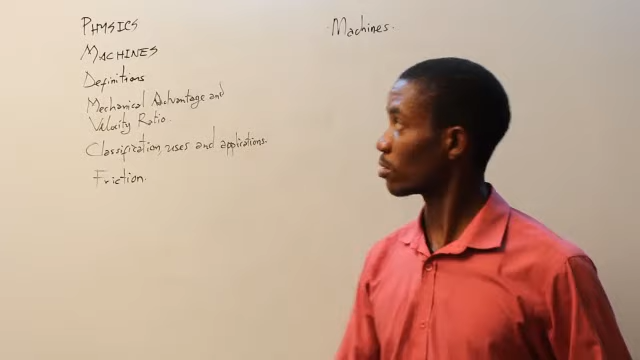 PHYSICS
MACHINES
Definitions
Mechanical Advantage and
Velocity Ratio.
Classification, uses and applications.
Friction.
Machines.